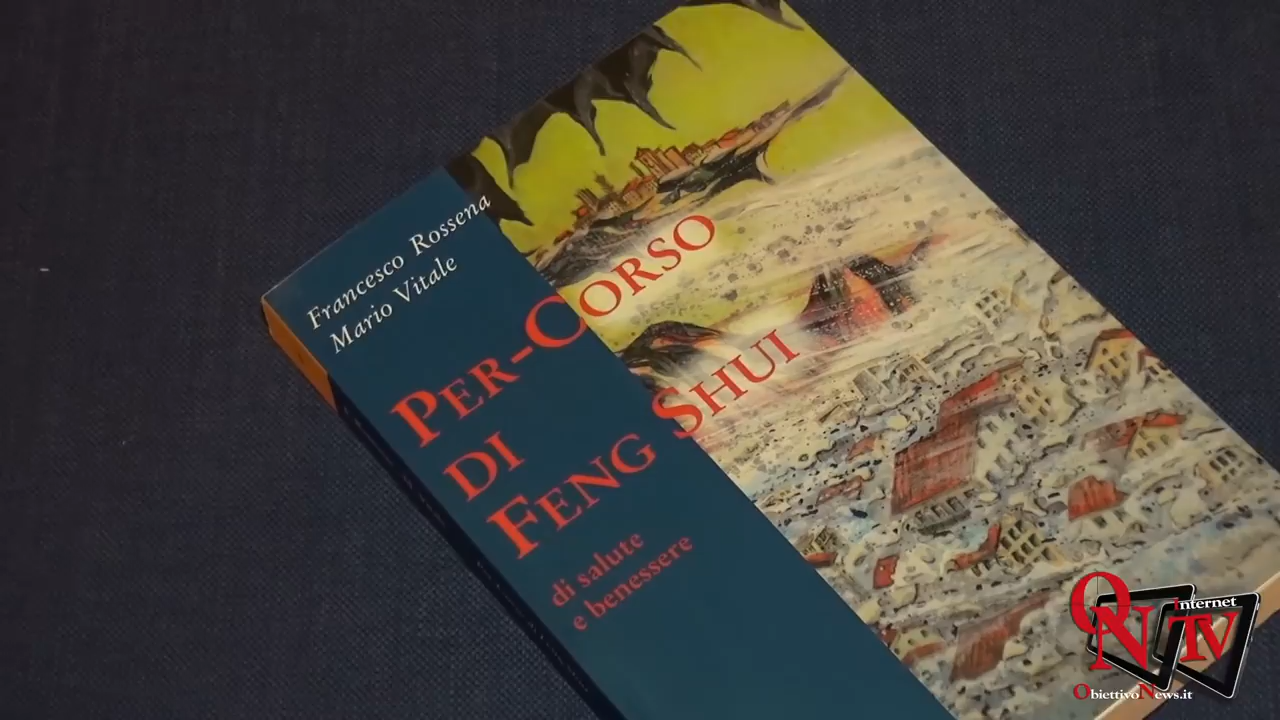 Francesco Rossena
Mario Vitale
PER-CORSO
DI
FENG SHUI
di salute
e benessere
ON
Internet
TV
ObiettivoNews.it